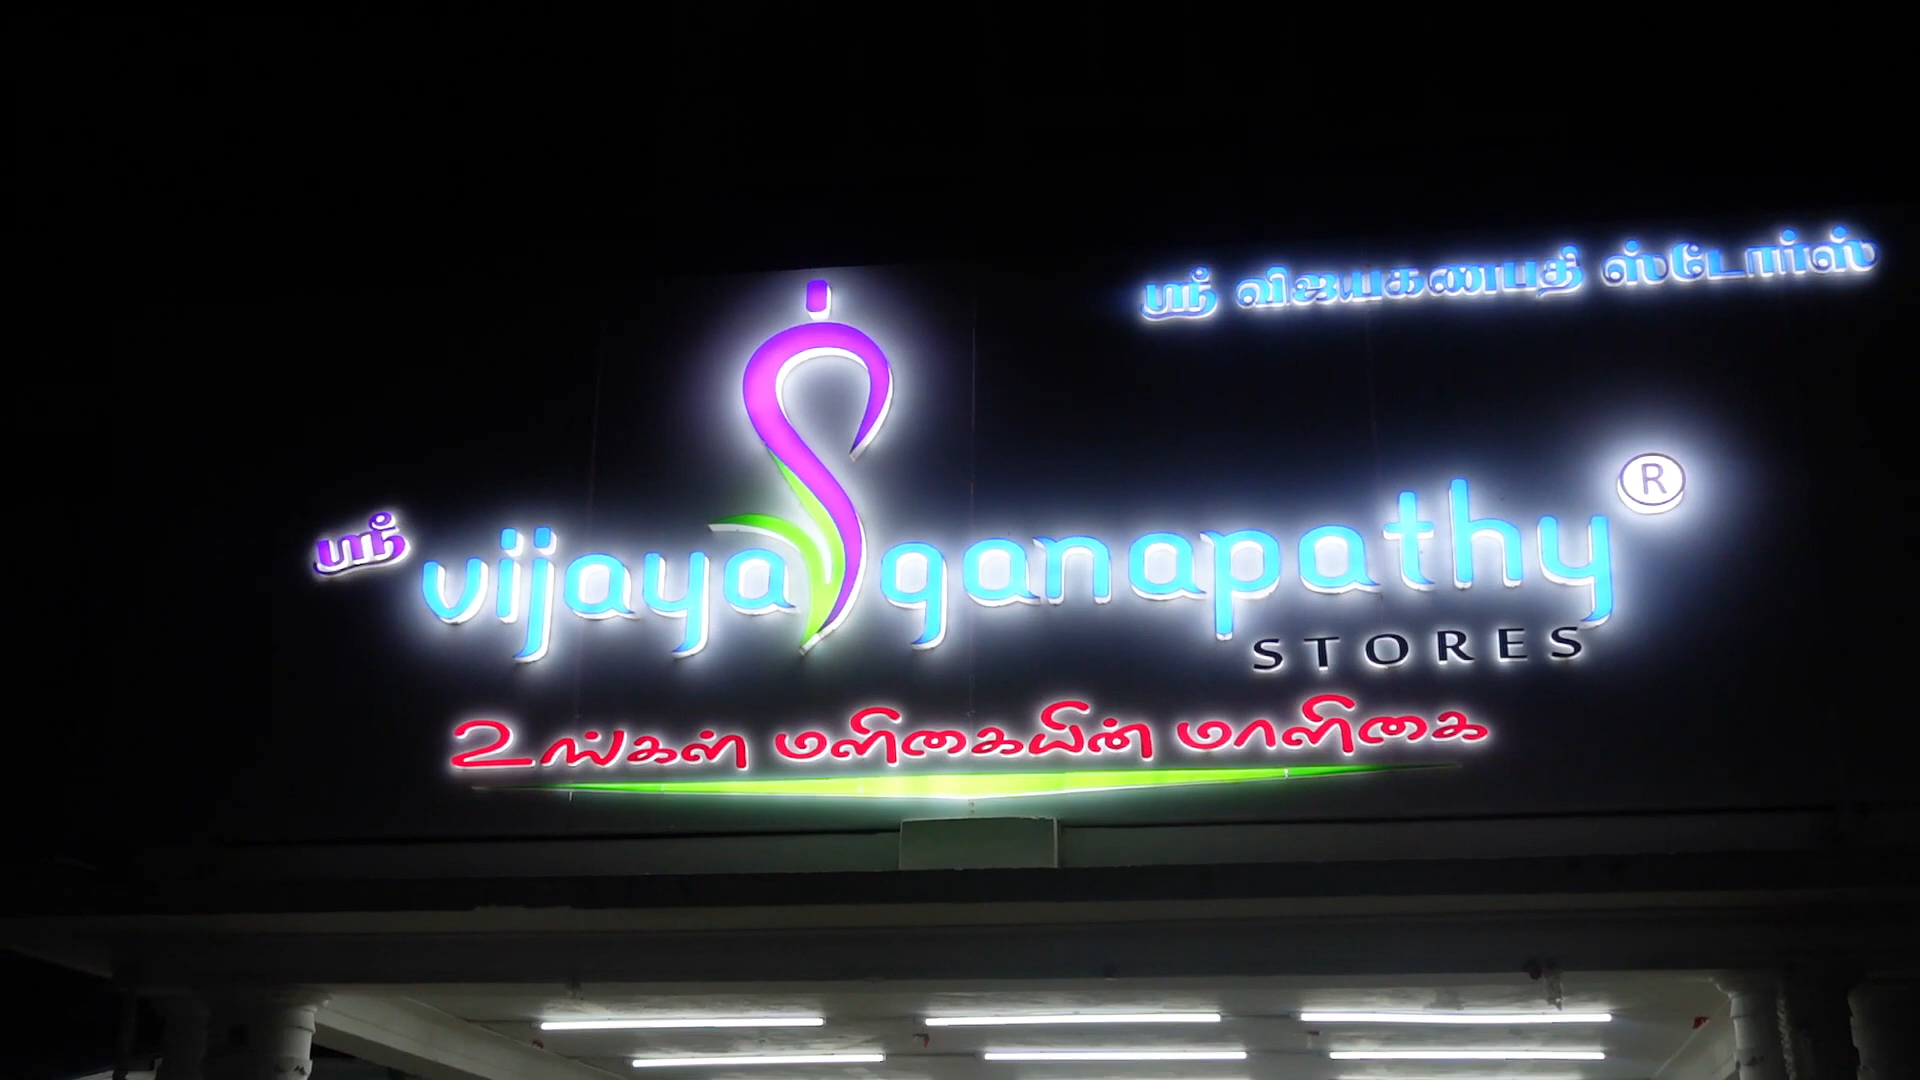 ஸ்ரீ விஜயகணபதி ஸ்டோர்ஸ்
ஸ்ரீ vijaya ganapathy ®
STORES
உங்கள் மளிகையின் மாளிகை